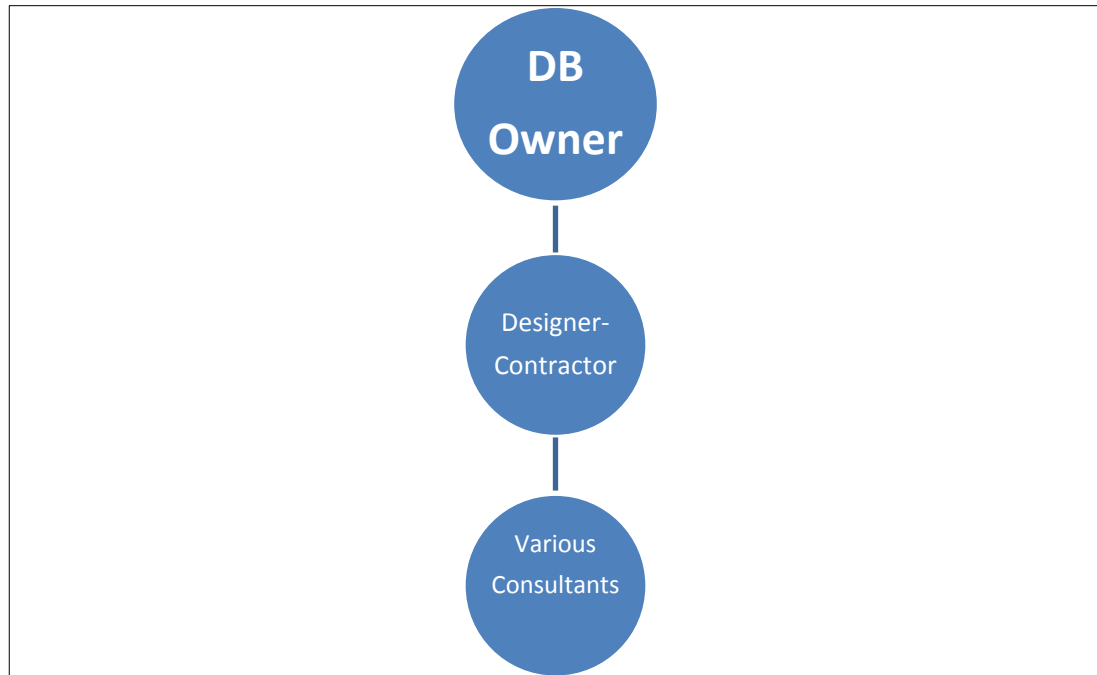 DB
Owner
Designer-
Contractor
Various
Consultants